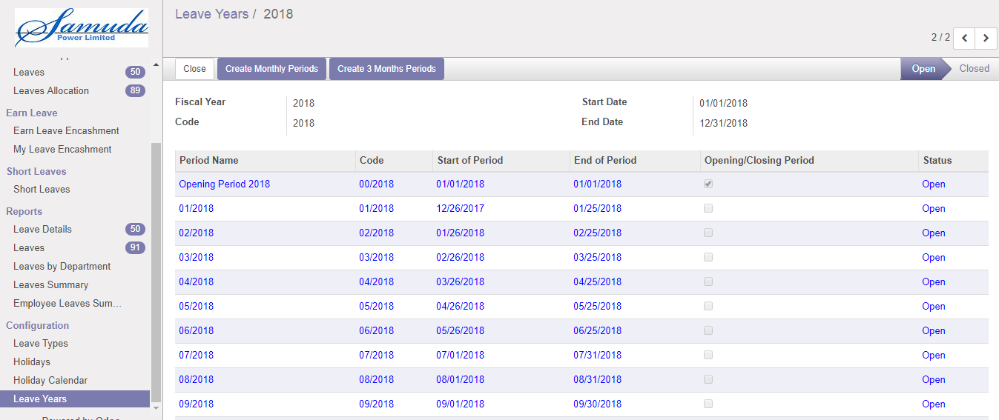 Samuda
Power Limited
Leaves 50
Leaves Allocation 89
Earn Leave
Earn Leave Encashment
My Leave Encashment
Short Leaves
Short Leaves
Reports
Leave Details 50
Leaves 91
Leaves by Department
Leaves Summary
Employee Leaves Sum...
Configuration
Leave Types
Holidays
Holiday Calendar
Leave Years
Leave Years / 2018
2 / 2
Close Create Monthly Periods Create 3 Months Periods Open Closed
Fiscal Year 2018 Start Date 01/01/2018
Code 2018 End Date 12/31/2018
Period Name Code Start of Period End of Period Opening/Closing Period Status
Opening Period 2018 00/2018 01/01/2018 01/01/2018 Open
01/2018 01/2018 12/26/2017 01/25/2018 Open
02/2018 02/2018 01/26/2018 02/25/2018 Open
03/2018 03/2018 02/26/2018 03/25/2018 Open
04/2018 04/2018 03/26/2018 04/25/2018 Open
05/2018 05/2018 04/26/2018 05/25/2018 Open
06/2018 06/2018 05/26/2018 06/25/2018 Open
07/2018 07/2018 07/01/2018 07/31/2018 Open
08/2018 08/2018 08/01/2018 08/31/2018 Open
09/2018 09/2018 09/01/2018 09/30/2018 Open